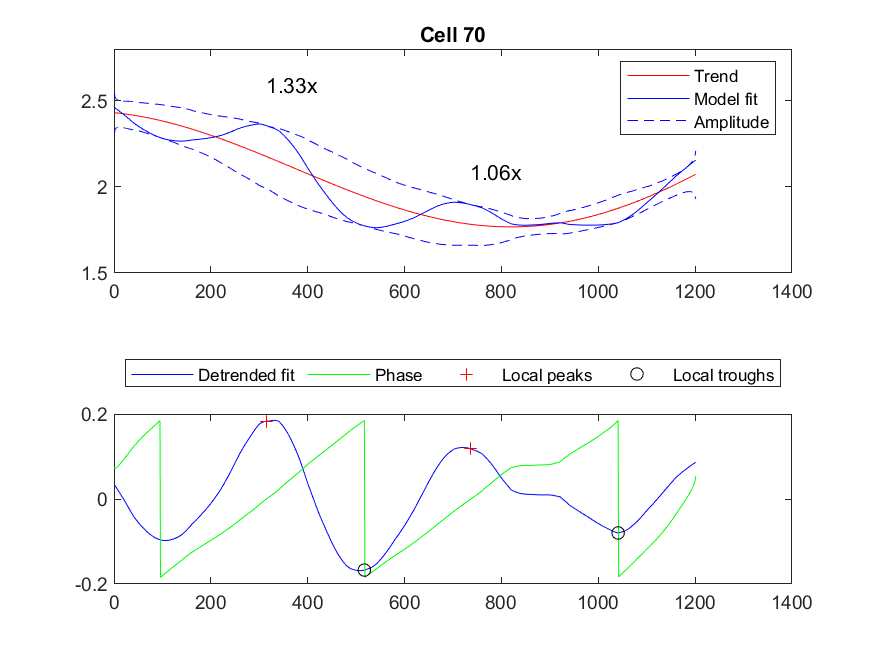 Cell 70
1.33x
1.06x
Trend
Model fit
Amplitude
2.5
2
1.5
0 200 400 600 800 1000 1200 1400
Detrended fit Phase Local peaks Local troughs
0.2
0
-0.2
0 200 400 600 800 1000 1200 1400